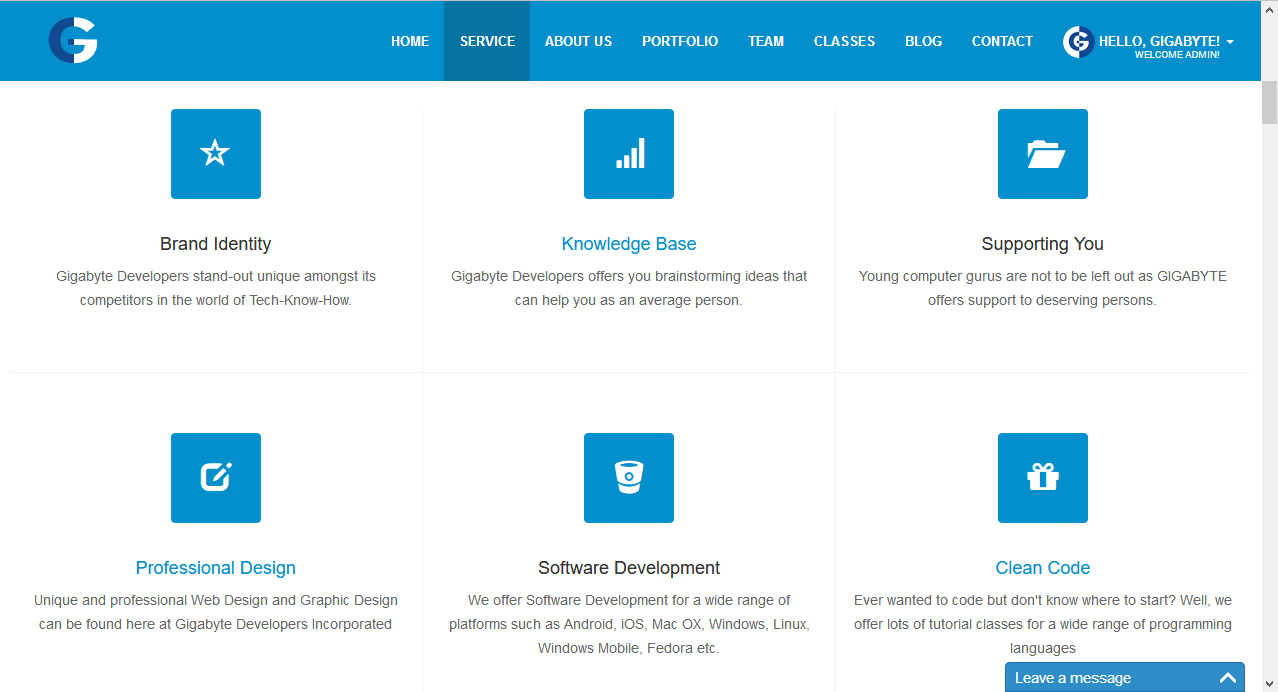 HOME SERVICE ABOUT US PORTFOLIO TEAM CLASSES BLOG CONTACT HELLO, GIGABYTE!
WELCOME ADMIN!
Brand Identity
Gigabyte Developers stand-out unique amongst its
competitors in the world of Tech-Know-How.
Knowledge Base
Gigabyte Developers offers you brainstorming ideas that
can help you as an average person.
Supporting You
Young computer gurus are not to be left out as GIGABYTE
offers support to deserving persons.
Professional Design
Unique and professional Web Design and Graphic Design
can be found here at Gigabyte Developers Incorporated
Software Development
We offer Software Development for a wide range of
platforms such as Android, iOS, Mac OX, Windows, Linux,
Windows Mobile, Fedora etc.
Clean Code
Ever wanted to code but don't know where to start? Well, we
offer lots of tutorial classes for a wide range of programming
languages
Leave a message